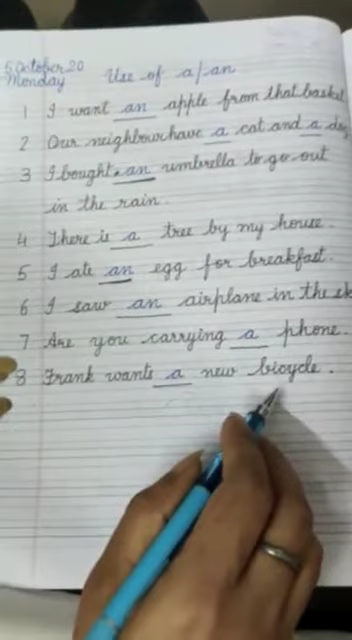 5 October 20
Monday
Use of a/an
1 I want an apple from that basket
2 Our neighbour have a cat and a dog
3 I bought an umbrella to go out
in the rain.
4 There is a tree by my house.
5 I ate an egg for breakfast.
6 I saw an airplane in the sk
7 Are you carrying a phone.
8 Frank wants a new bicycle.